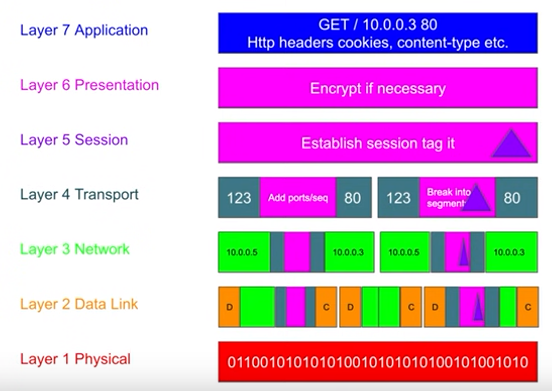 Layer 7 Application
GET / 10.0.0.3 80
Http headers cookies, content-type etc.
Layer 6 Presentation
Encrypt if necessary
Layer 5 Session
Establish session tag it
Layer 4 Transport
123 Add ports/seq 80 123 Break into segment 80
Layer 3 Network
10.0.0.5 10.0.0.3 10.0.0.5 10.0.0.3
Layer 2 Data Link
D C D C D C
Layer 1 Physical
0110010101010100101010101001010010​10